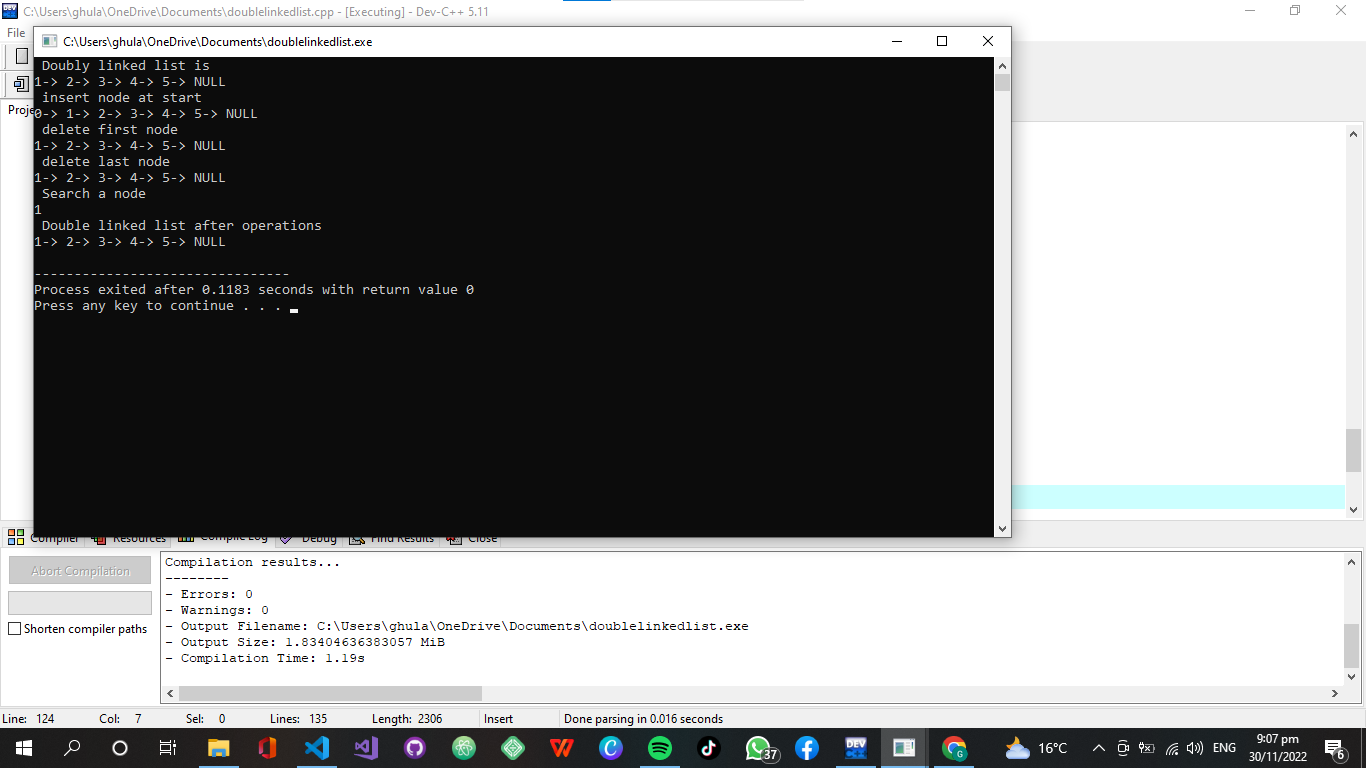 C:\Users\ghula\OneDrive\Documents\doublelinkedlist.cpp - [Executing] - Dev-C++ 5.11
File
C:\Users\ghula\OneDrive\Documents\doublelinkedlist.exe
Proje
Doubly linked list is
1-> 2-> 3-> 4-> 5-> NULL
insert node at start
0-> 1-> 2-> 3-> 4-> 5-> NULL
delete first node
1-> 2-> 3-> 4-> 5-> NULL
delete last node
1-> 2-> 3-> 4-> 5-> NULL
Search a node
1
Double linked list after operations
1-> 2-> 3-> 4-> 5-> NULL
--------------------------------
Process exited after 0.1183 seconds with return value 0
Press any key to continue . . .
Compiler Resources Compile Log Debug Find Results Close
Abort Compilation
Shorten compiler paths
Compilation results...
--------
- Errors: 0
- Warnings: 0
- Output Filename: C:\Users\ghula\OneDrive\Documents\doublelinkedlist.exe
- Output Size: 1.83404636383057 MiB
- Compilation Time: 1.19s
Line: 124 Col: 7 Sel: 0 Lines: 135 Length: 2306 Insert Done parsing in 0.016 seconds
37
DEV
G
16°C
ENG
9:07 pm
30/11/2022
6